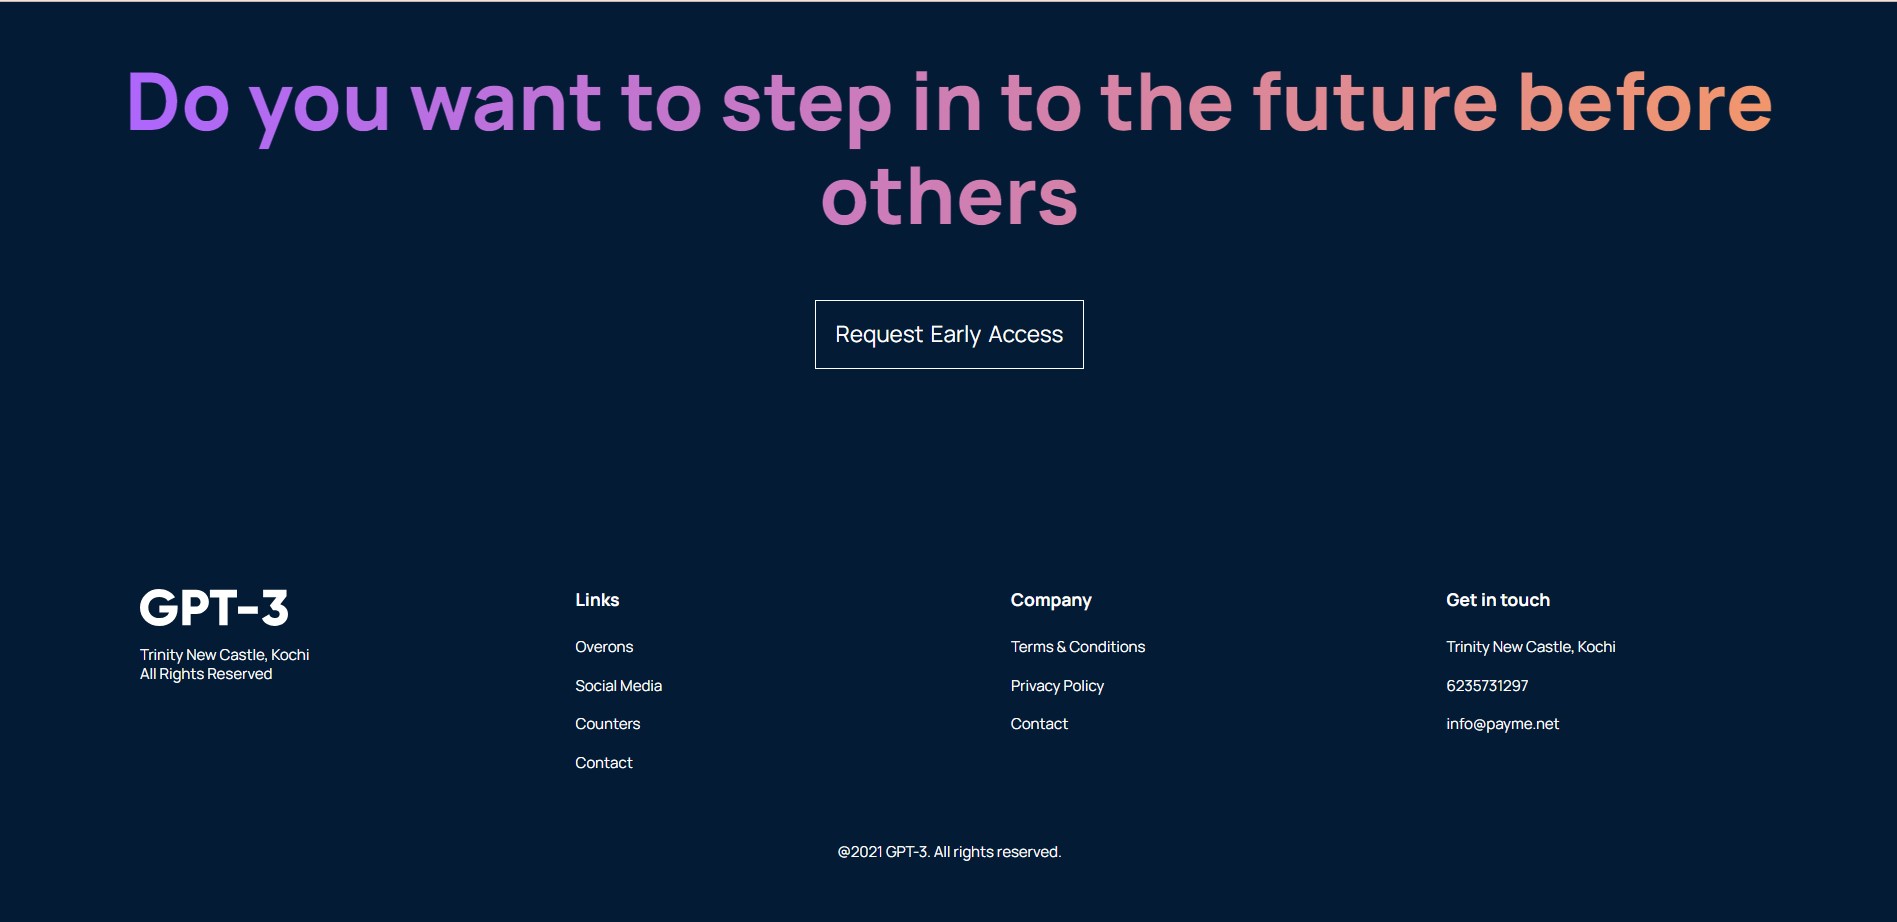 Do you want to step in to the future before
others
Request Early Access
GPT-3
Trinity New Castle, Kochi
All Rights Reserved
Links
Overons
Social Media
Counters
Contact
Company
Terms & Conditions
Privacy Policy
Contact
Get in touch
Trinity New Castle, Kochi
6235731297
info@payme.net
@2021 GPT-3. All rights reserved.